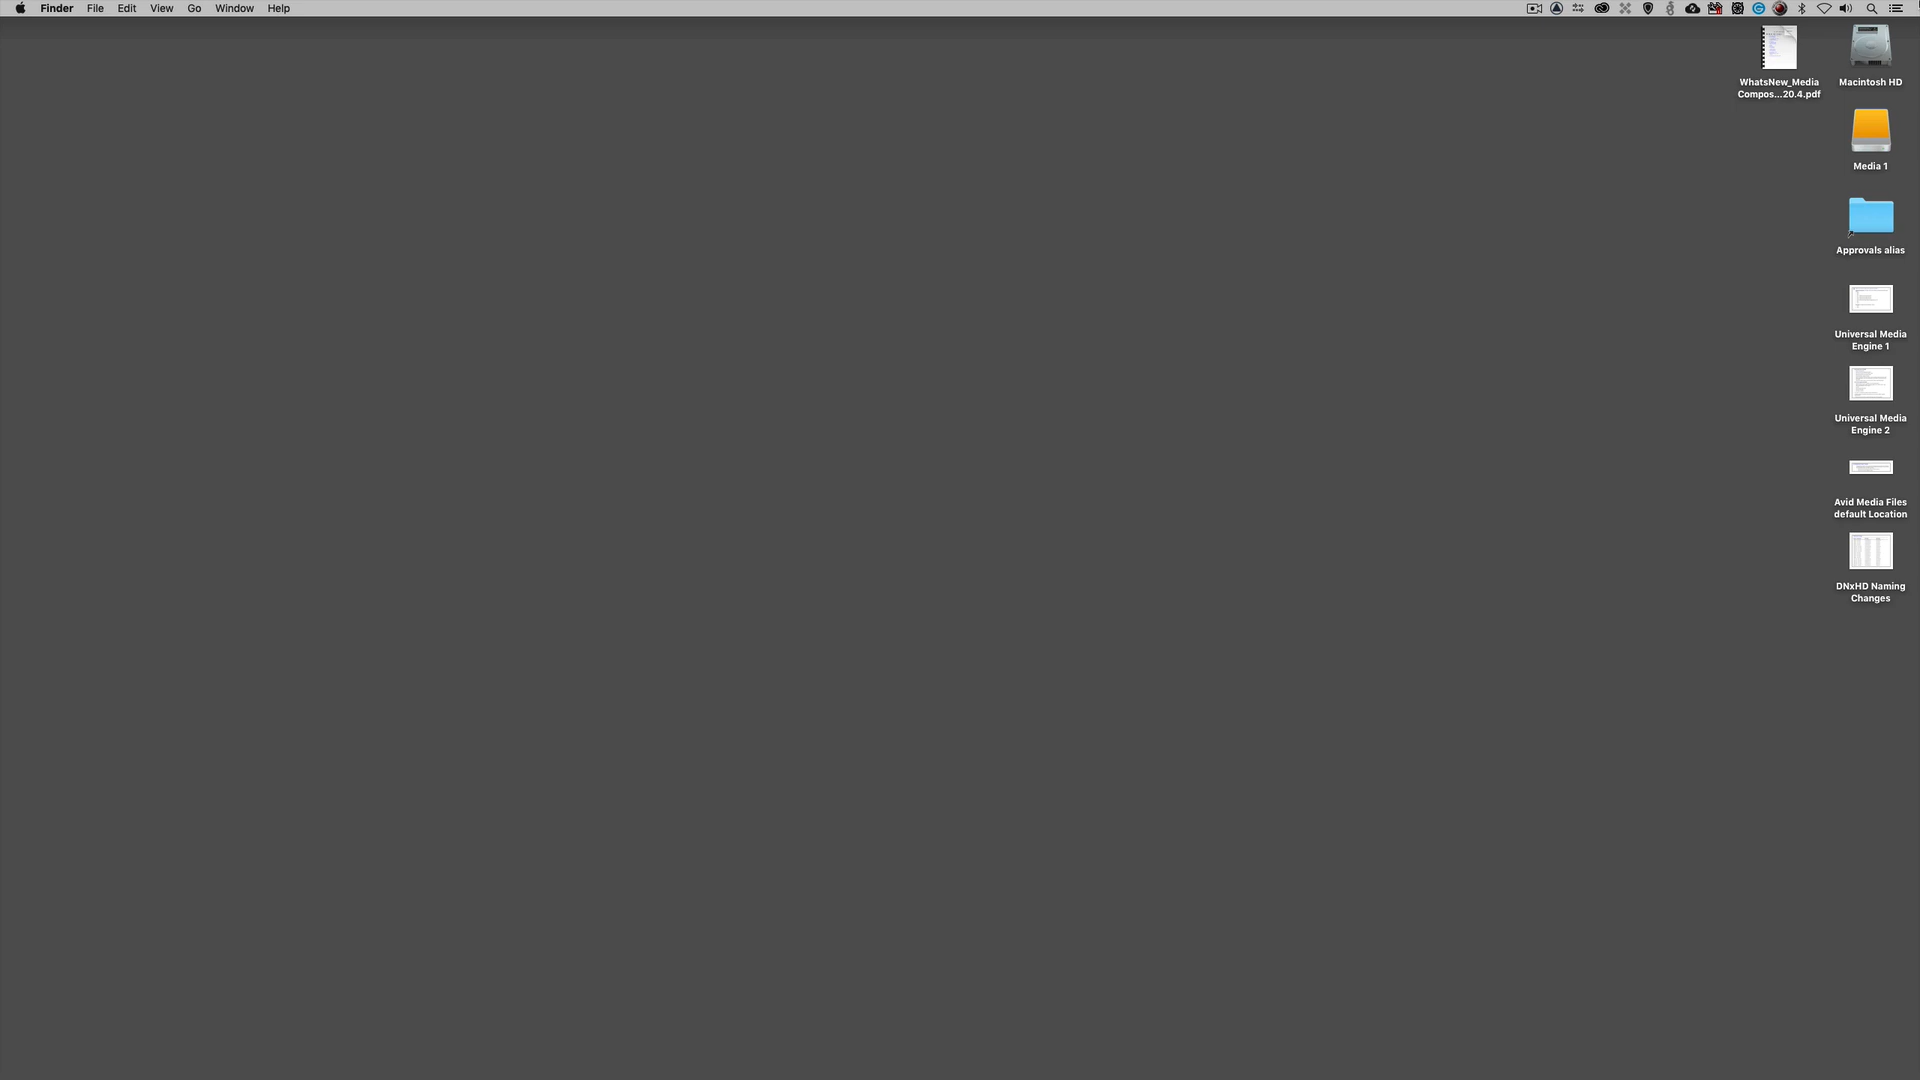 Finder File Edit View Go Window Help
WhatsNew_Media
Compos...20.4.pdf
Macintosh HD
Media 1
Approvals alias
Universal Media
Engine 1
Universal Media
Engine 2
Avid Media Files
default Location
DNxHD Naming
Changes